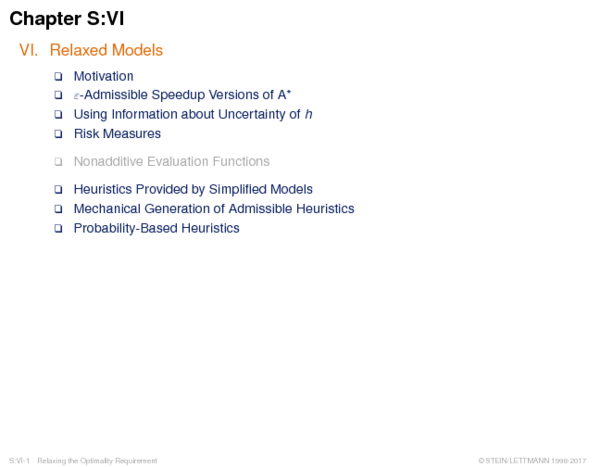 Chapter S:VI
VI. Relaxed Models
❑ Motivation
❑ ε-Admissible Speedup Versions of A*
❑ Using Information about Uncertainty of h
❑ Risk Measures
❑ Nonadditive Evaluation Functions
❑ Heuristics Provided by Simplified Models
❑ Mechanical Generation of Admissible Heuristics
❑ Probability-Based Heuristics
S:VI-1 Relaxing the Optimality Requirement
© STEIN/LETTMANN 1998-2017